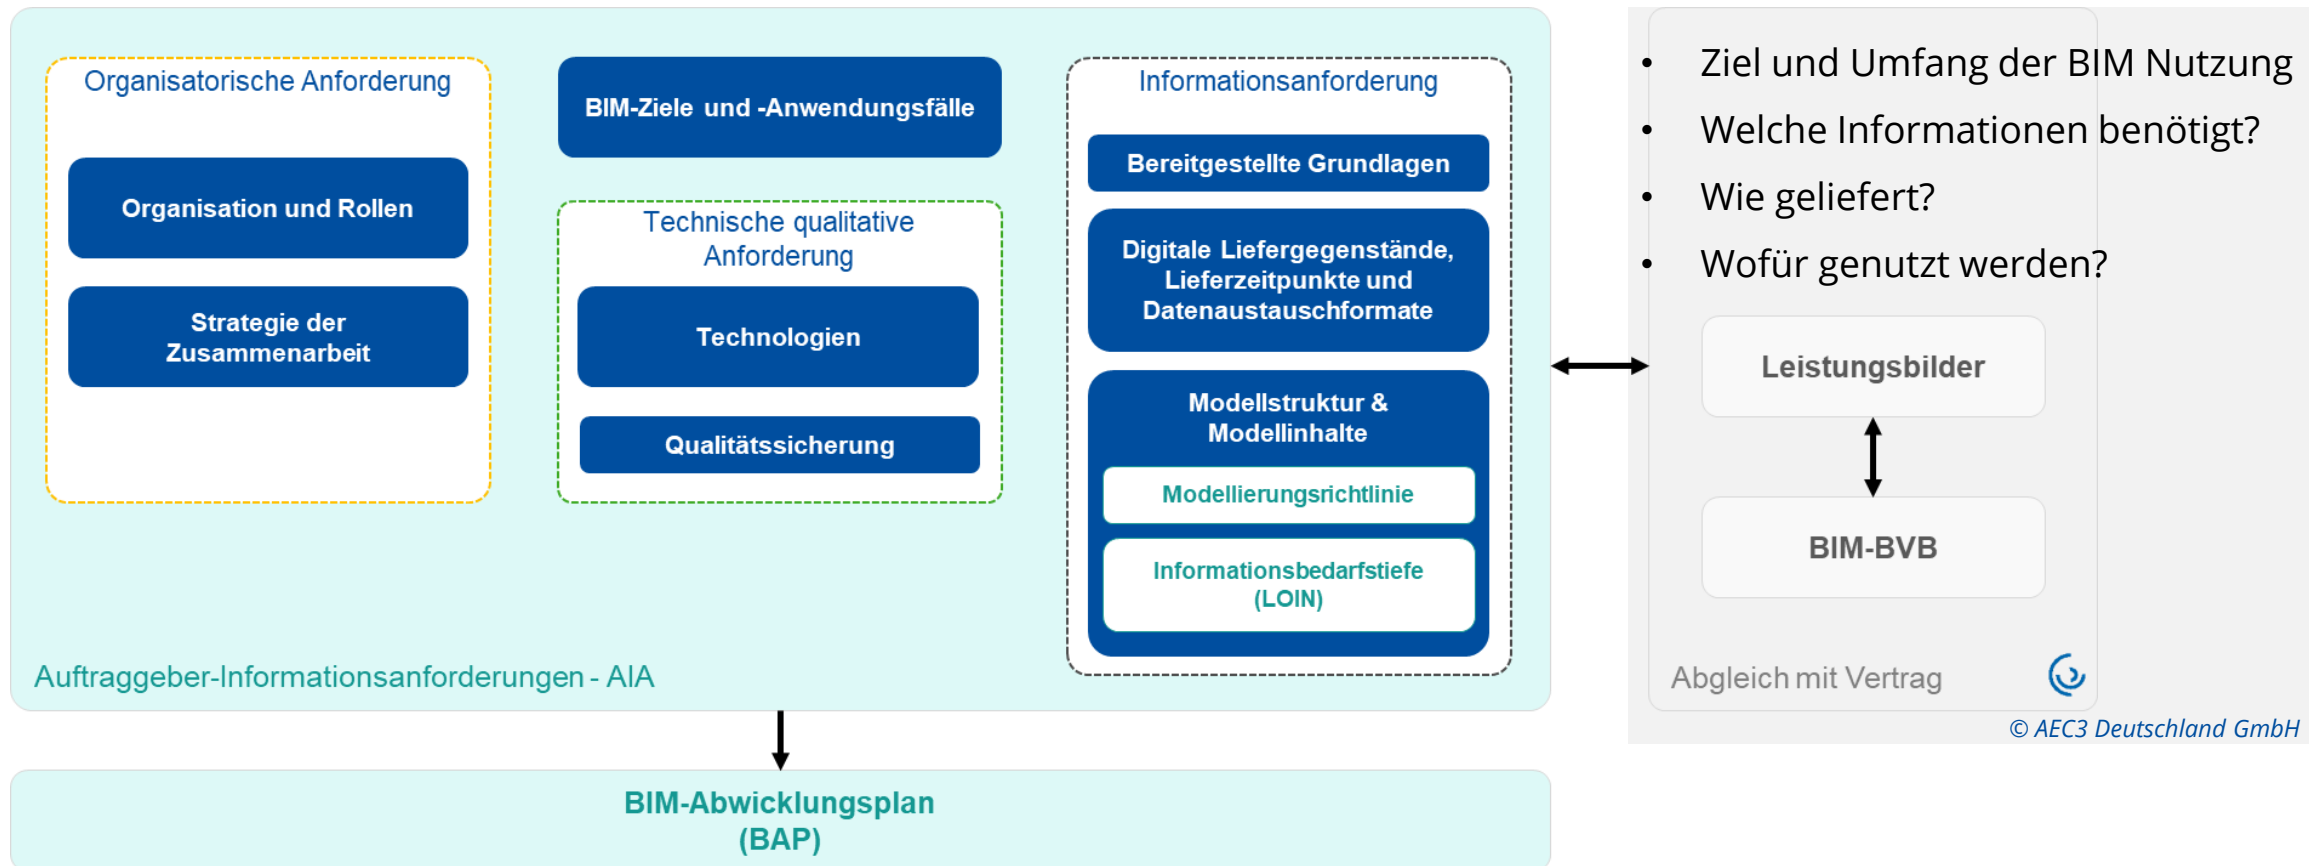 Organisatorische Anforderung
Organisation und Rollen
Strategie der
Zusammenarbeit
BIM-Ziele und -Anwendungsfälle
Technische qualitative
Anforderung
Technologien
Qualitätssicherung
Informationsanforderung
Bereitgestellte Grundlagen
Digitale Liefergegenstände,
Lieferzeitpunkte und
Datenaustauschformate
Modellstruktur &
Modellinhalte
Modellierungsrichtlinie
Informationsbedarfstiefe
(LOIN)
Auftraggeber-Informationsanforderungen - AIA
BIM-Abwicklungsplan
(BAP)
• Ziel und Umfang der BIM Nutzung
• Welche Informationen benötigt?
• Wie geliefert?
• Wofür genutzt werden?
Leistungsbilder
BIM-BVB
Abgleich mit Vertrag
© AEC3 Deutschland GmbH